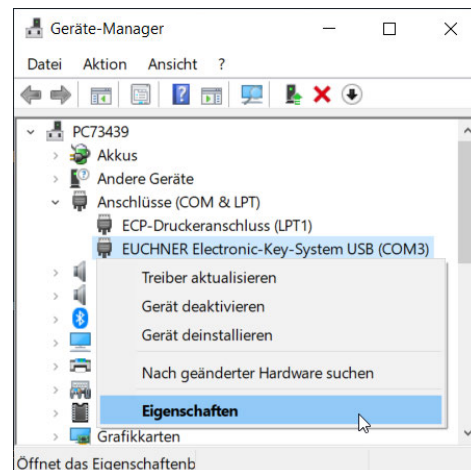 Geräte-Manager
Datei Aktion Ansicht ?
PC73439
Akkus
Andere Geräte
Anschlüsse (COM & LPT)
ECP-Druckeranschluss (LPT1)
EUCHNER Electronic-Key-System USB (COM3)
Treiber aktualisieren
Gerät deaktivieren
Gerät deinstallieren
Nach geänderter Hardware suchen
Eigenschaften
Grafikkarten
Öffnet das Eigenschaftenb